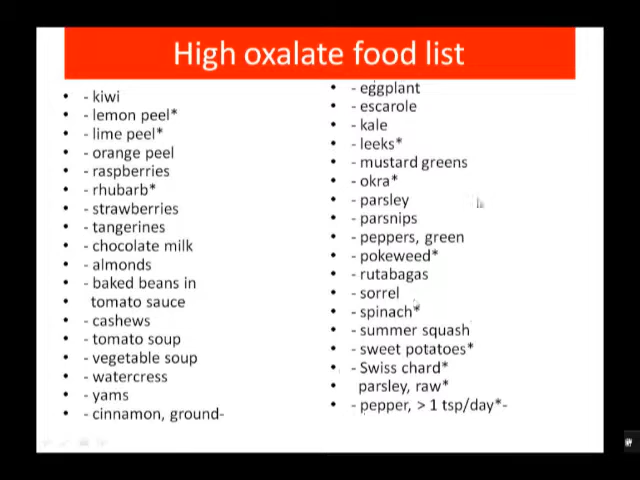 High oxalate food list
• - kiwi
• - lemon peel*
• - lime peel*
• - orange peel
• - raspberries
• - rhubarb*
• - strawberries
• - tangerines
• - chocolate milk
• - almonds
• - baked beans in
• tomato sauce
• - cashews
• - tomato soup
• - vegetable soup
• - watercress
• - yams
• - cinnamon, ground-
• - eggplant
• - escarole
• - kale
• - leeks*
• - mustard greens
• - okra*
• - parsley
• - parsnips
• - peppers, green
• - pokeweed*
• - rutabagas
• - sorrel
• - spinach*
• - summer squash
• - sweet potatoes*
• - Swiss chard*
parsley, raw*
• - pepper, > 1 tsp/day*-